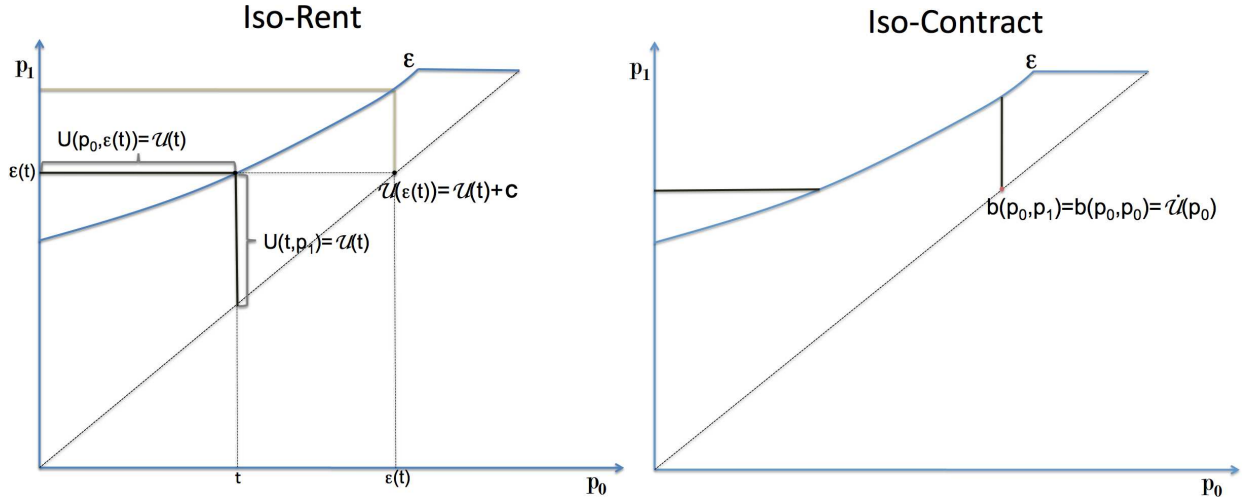 Iso-Rent
p₁
ε
U(p₀,ε(t))=𝒰(t)
ε(t)
𝒰(ε(t))=𝒰(t)+c
U(t,p₁)=𝒰(t)
t
ε(t)
p₀
Iso-Contract
p₁
ε
b(p₀,p₁)=b(p₀,p₀)=𝒰̇(p₀)
p₀